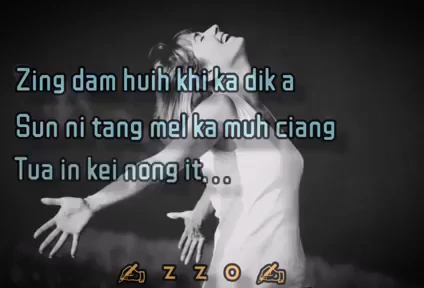 Zing dam huih khi ka dik a
Sun ni tang mel ka muh ciang
Tua in kei nong it...
✍ z z o ✍